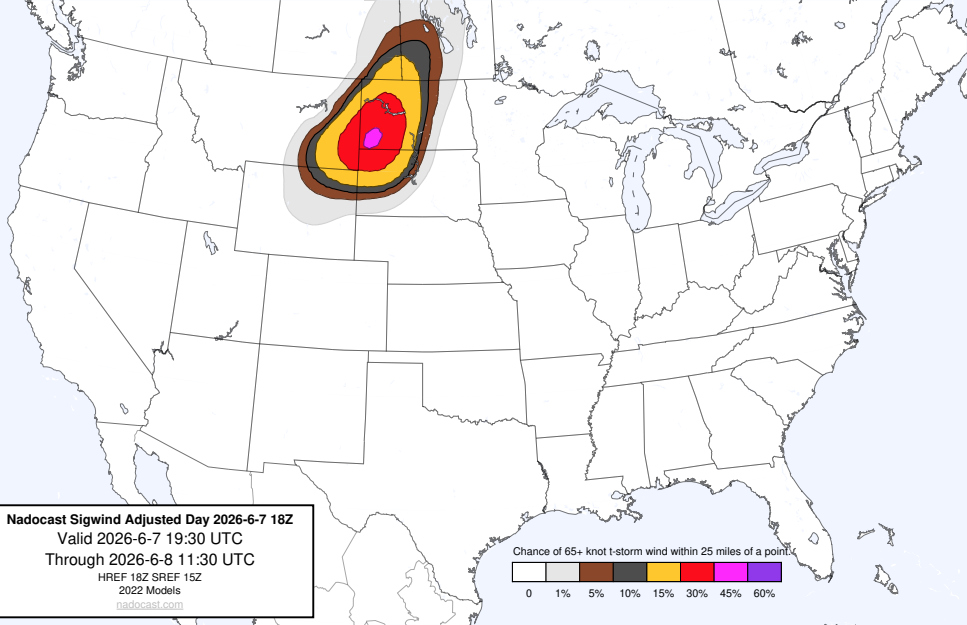 Nadocast Sigwind Adjusted Day 2026-6-7 18Z
Valid 2026-6-7 19:30 UTC
Through 2026-6-8 11:30 UTC
HREF 18Z SREF 15Z
2022 Models
nadocast.com
Chance of 65+ knot t-storm wind within 25 miles of a point.
0 1% 5% 10% 15% 30% 45% 60%